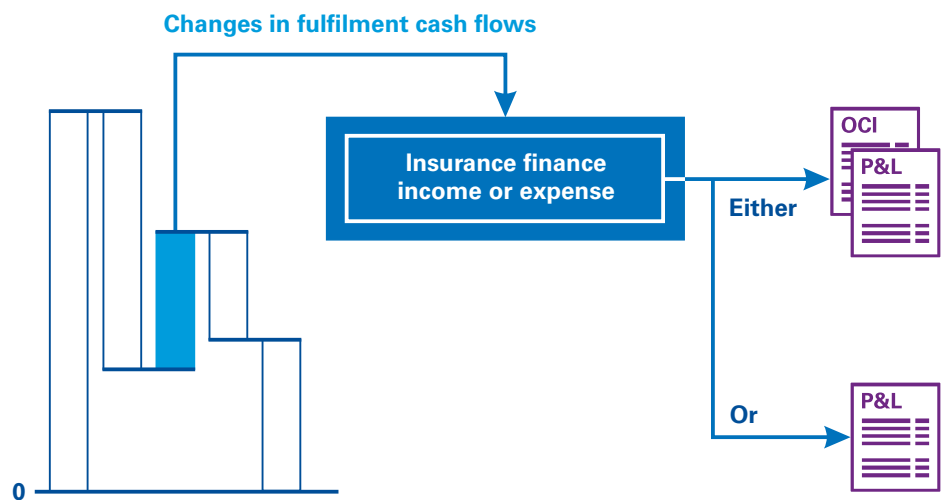 Changes in fulfilment cash flows
Insurance finance
income or expense
OCI
P&L
Either
P&L
Or
0